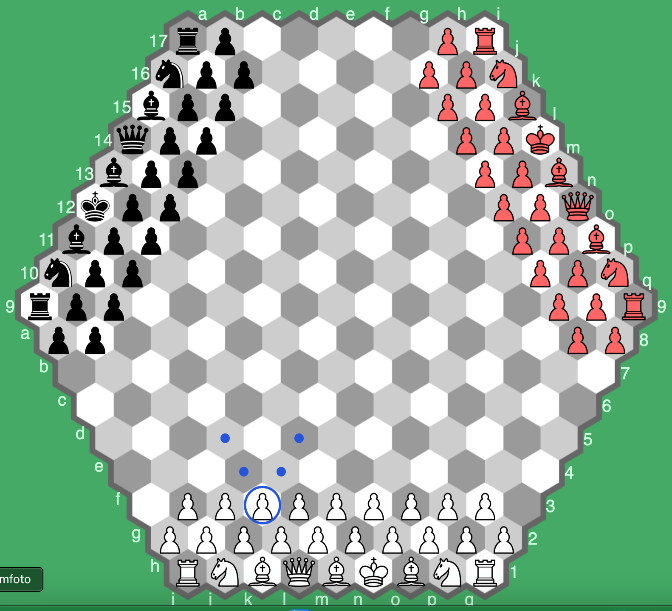 a b c d e f g h i
17 j
16 k
15 l
14 m
13 n
12 o
11 p
10 q
9 9
a 8
b 7
c 6
d 5
e 4
f 3
g 2
h 1
i k l m n o p q
mfoto